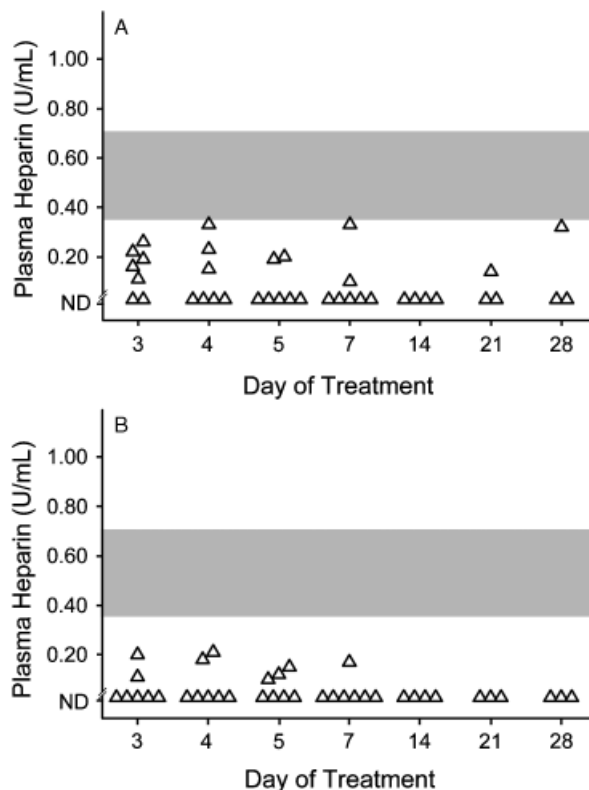 A
1.00
0.80
0.60
0.40
0.20
ND
Plasma Heparin (U/mL)
3 4 5 7 14 21 28
Day of Treatment
B
1.00
0.80
0.60
0.40
0.20
ND
Plasma Heparin (U/mL)
3 4 5 7 14 21 28
Day of Treatment